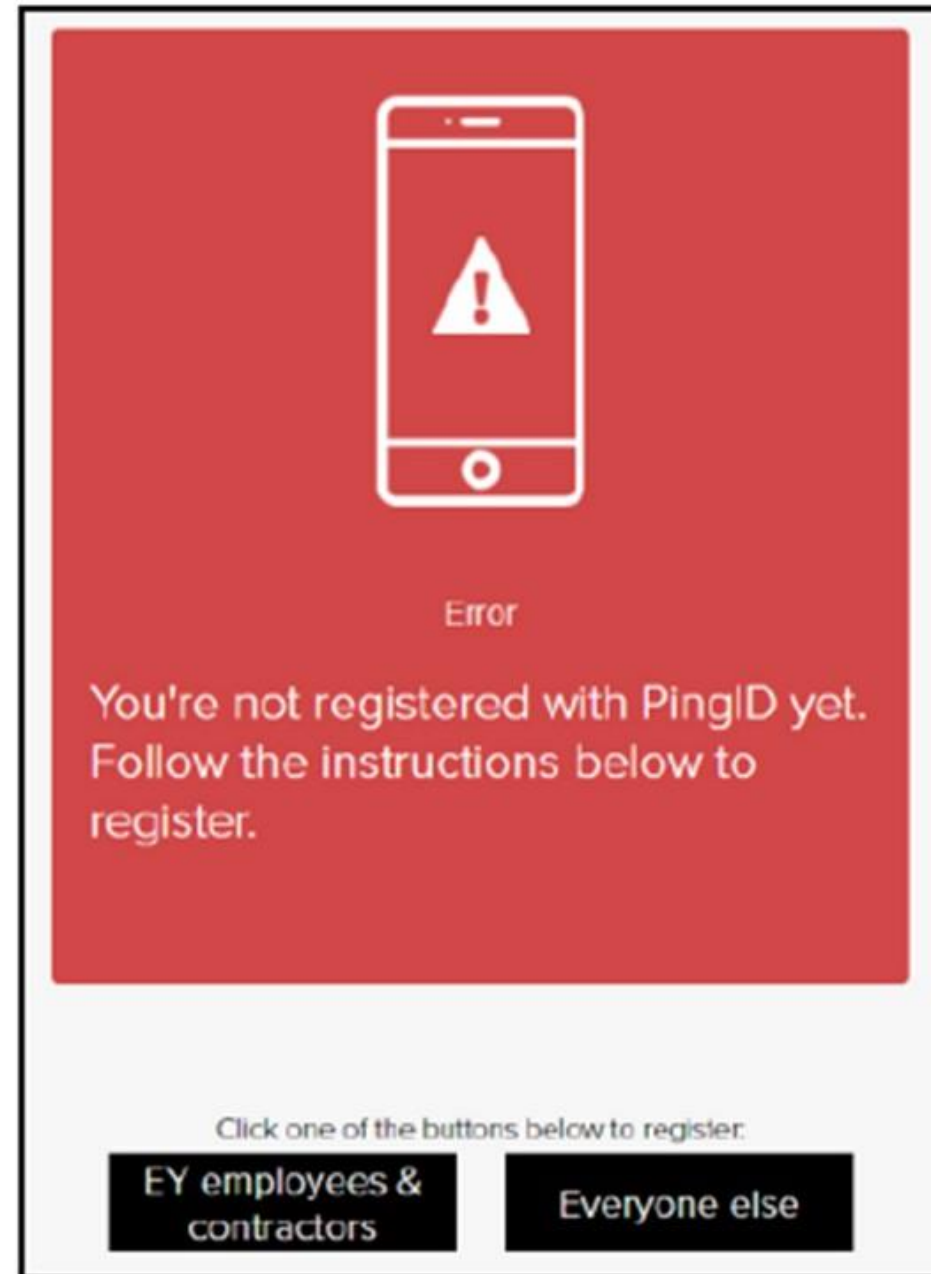 Error
You're not registered with PingID yet.
Follow the instructions below to
register.
Click one of the buttons below to register:
EY employees &
contractors
Everyone else